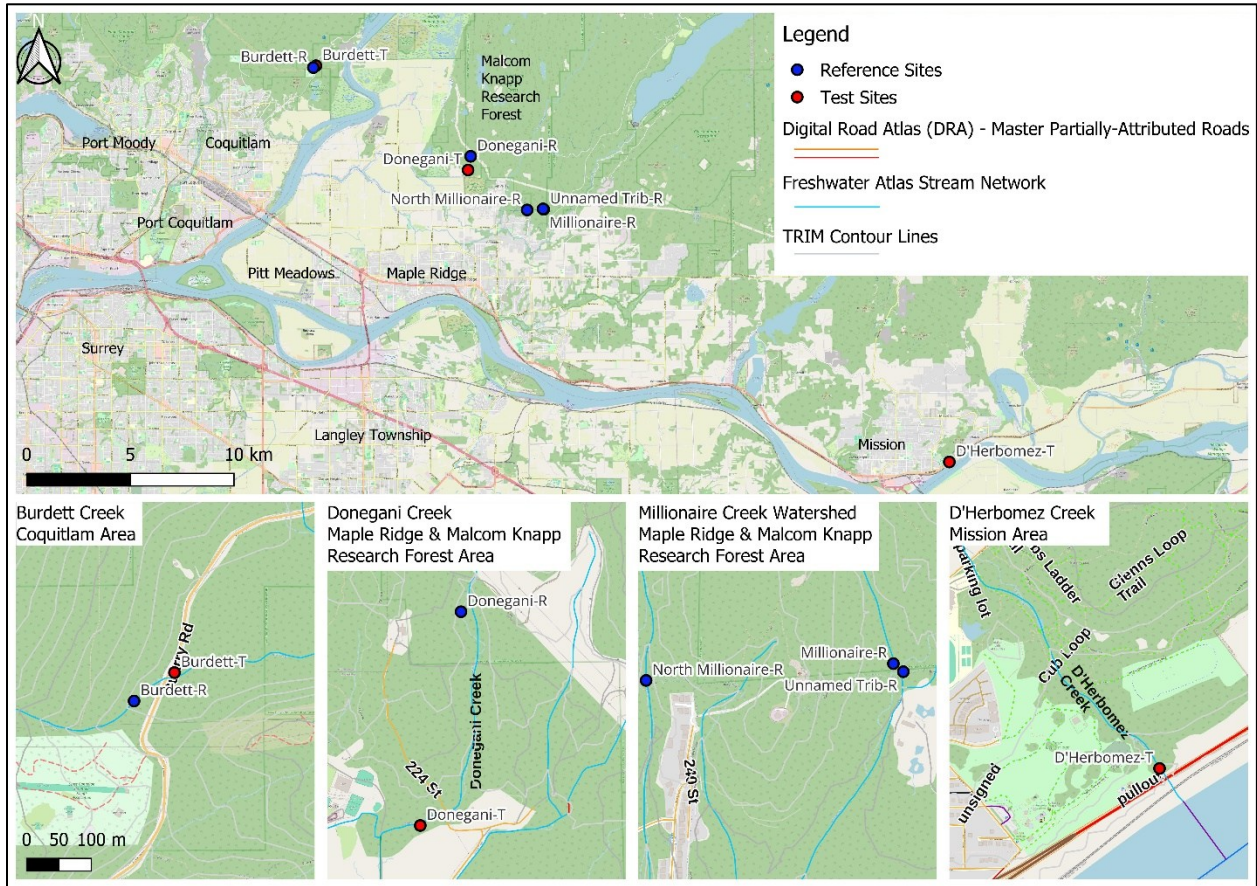 N
Burdett-R
Burdett-T
Malcom
Knapp
Research
Forest
Port Moody
Coquitlam
Donegani-R
Donegani-T
North Millionaire-R
Unnamed Trib-R
Millionaire-R
Port Coquitlam
Pitt Meadows
Maple Ridge
Surrey
Langley Township
Mission
D'Herbomez-T
0 5 10 km
Legend
Reference Sites
Test Sites
Digital Road Atlas (DRA) - Master Partially-Attributed Roads
Freshwater Atlas Stream Network
TRIM Contour Lines
Burdett Creek
Coquitlam Area
Burdett-T
Burdett-R
0 50 100 m
Donegani Creek
Maple Ridge & Malcom Knapp
Research Forest Area
Donegani-R
Donegani Creek
224 St
Donegani-T
Millionaire Creek Watershed
Maple Ridge & Malcom Knapp
Research Forest Area
North Millionaire-R
Millionaire-R
Unnamed Trib-R
240 St
D'Herbomez Creek
Mission Area
parking lot
Ladder
Glenns Loop
Trail
Cub Loop
D'Herbomez
Creek
D'Herbomez-T
unsigned
pullout